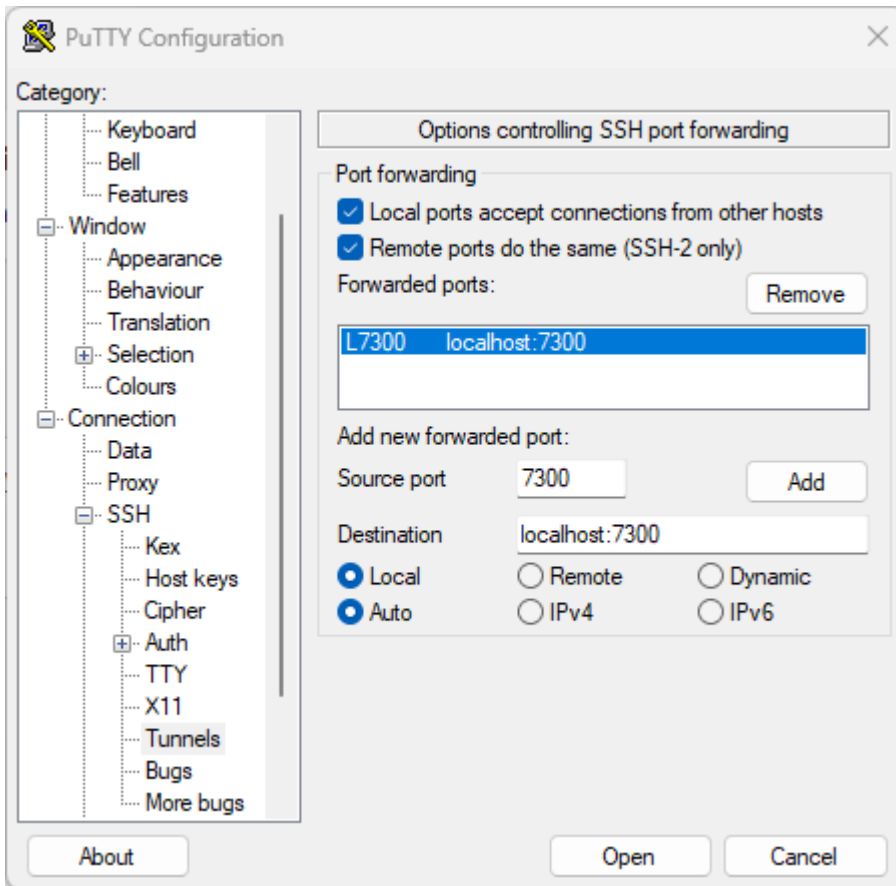 PuTTY Configuration
Category:
Keyboard
Bell
Features
Window
Appearance
Behaviour
Translation
Selection
Colours
Connection
Data
Proxy
SSH
Kex
Host keys
Cipher
Auth
TTY
X11
Tunnels
Bugs
More bugs
Options controlling SSH port forwarding
Port forwarding
Local ports accept connections from other hosts
Remote ports do the same (SSH-2 only)
Forwarded ports:
Remove
L7300 localhost:7300
Add new forwarded port:
Source port 7300 Add
Destination localhost:7300
Local Remote Dynamic
Auto IPv4 IPv6
About Open Cancel